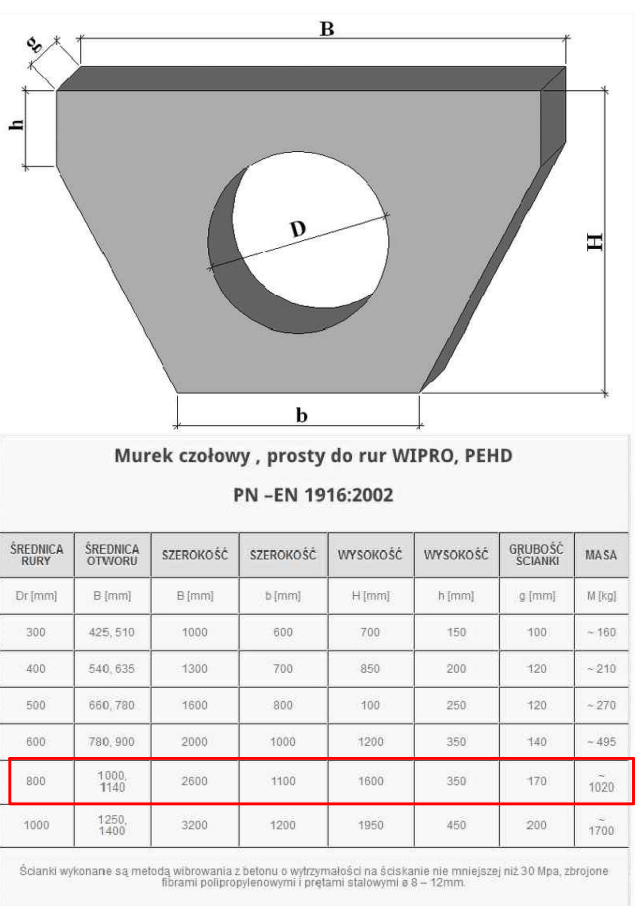 B
g
h
D
H
b
Murek czołowy , prosty do rur WIPRO, PEHD
PN –EN 1916:2002
ŚREDNICA RURY ŚREDNICA OTWORU SZEROKOŚĆ SZEROKOŚĆ WYSOKOŚĆ WYSOKOŚĆ GRUBOŚĆ ŚCIANKI MASA
Dr [mm] B [mm] B [mm] b [mm] H [mm] h [mm] g [mm] M [kg]
300 425, 510 1000 600 700 150 100 ~ 160
400 540, 635 1300 700 850 200 120 ~ 210
500 660, 780 1600 800 100 250 120 ~ 270
600 780, 900 2000 1000 1200 350 140 ~ 495
800 1000, 1140 2600 1100 1600 350 170 ~ 1020
1000 1250, 1400 3200 1200 1950 450 200 ~ 1700
Ścianki wykonane są metodą wibrowania z betonu o wytrzymałości na ściskanie nie mniejszej niż 30 Mpa, zbrojone
fibrami polipropylenowymi i prętami stalowymi ø 8 – 12mm.